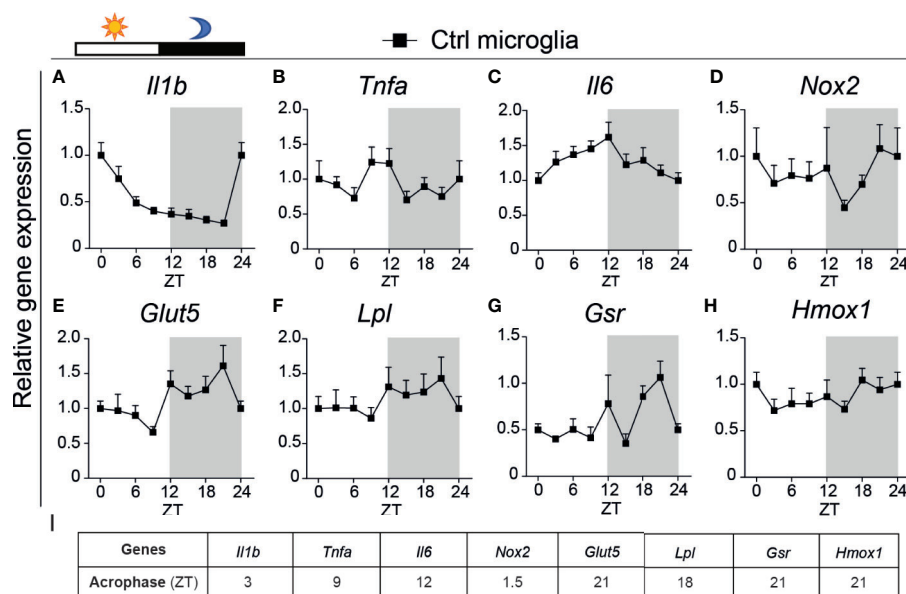 Ctrl microglia
Relative gene expression
A Il1b
1.5
1.0
0.5
0
0 6 12 18 24
ZT
B Tnfa
2.0
1.5
1.0
0.5
0
0 6 12 18 24
ZT
C Il6
2.0
1.5
1.0
0.5
0
0 6 12 18 24
ZT
D Nox2
1.5
1.0
0.5
0
0 6 12 18 24
ZT
E Glut5
2.0
1.5
1.0
0.5
0
0 6 12 18 24
ZT
F Lpl
2.0
1.5
1.0
0.5
0
0 6 12 18 24
ZT
G Gsr
1.5
1.0
0.5
0
0 6 12 18 24
ZT
H Hmox1
1.5
1.0
0.5
0
0 6 12 18 24
ZT
I
Genes Il1b Tnfa Il6 Nox2 Glut5 Lpl Gsr Hmox1
Acrophase (ZT) 3 9 12 1.5 21 18 21 21